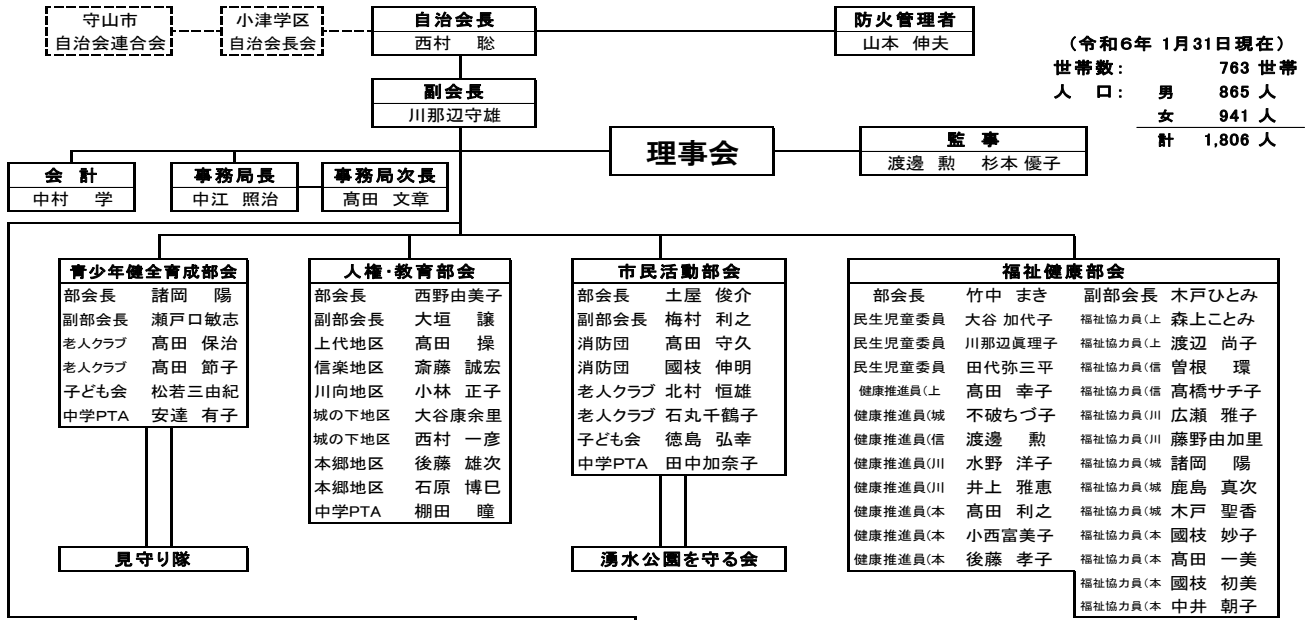 守山市
自治会連合会
小津学区
自治会長会
自治会長
西村 聡
防火管理者
山本 伸夫
(令和6年 1月31日現在)
世帯数: 763 世帯
人 口: 男 865 人
女 941 人
計 1,806 人
副会長
川那辺守雄
理事会
監 事
渡邊 勲 杉本 優子
会 計
中村 学
事務局長
中江 照治
事務局次長
髙田 文章
青少年健全育成部会
部会長 諸岡 陽
副部会長 瀬戸口敏志
老人クラブ 髙田 保治
老人クラブ 髙田 節子
子ども会 松若三由紀
中学PTA 安達 有子
見守り隊
人権・教育部会
部会長 西野由美子
副部会長 大垣 譲
上代地区 髙田 操
信楽地区 斎藤 誠宏
川向地区 小林 正子
城の下地区 大谷康余里
城の下地区 西村 一彦
本郷地区 後藤 雄次
本郷地区 石原 博巳
中学PTA 棚田 瞳
市民活動部会
部会長 土屋 俊介
副部会長 梅村 利之
消防団 髙田 守久
消防団 國枝 伸明
老人クラブ 北村 恒雄
老人クラブ 石丸千鶴子
子ども会 徳島 弘幸
中学PTA 田中加奈子
湧水公園を守る会
福祉健康部会
部会長 竹中 まき 副部会長 木戸ひとみ
民生児童委員 大谷 加代子 福祉協力員(上 森上ことみ
民生児童委員 川那辺眞理子 福祉協力員(上 渡辺 尚子
民生児童委員 田代弥三平 福祉協力員(信 曽根 環
健康推進員(上 髙田 幸子 福祉協力員(信 髙橋サチ子
健康推進員(城 不破ちづ子 福祉協力員(川 広瀬 雅子
健康推進員(信 渡邊 勲 福祉協力員(川 藤野由加里
健康推進員(川 水野 洋子 福祉協力員(城 諸岡 陽
健康推進員(川 井上 雅恵 福祉協力員(城 鹿島 真次
健康推進員(本 髙田 利之 福祉協力員(城 木戸 聖香
健康推進員(本 小西富美子 福祉協力員(本 國枝 妙子
健康推進員(本 後藤 孝子 福祉協力員(本 髙田 一美
福祉協力員(本 國枝 初美
福祉協力員(本 中井 朝子